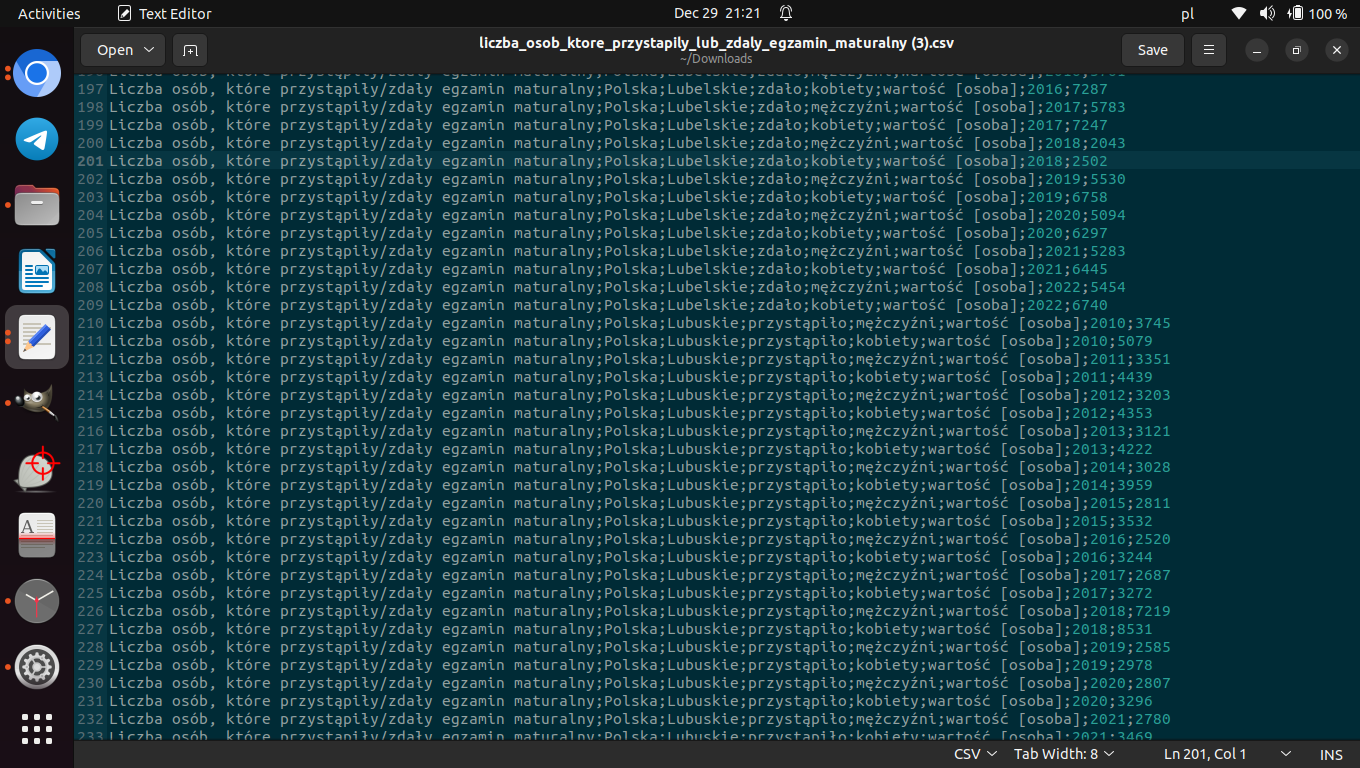 Activities
Text Editor
Dec 29 21:21
pl
100 %
Open
liczba_osob_ktore_przystapily_lub_zdaly_egzamin_maturalny (3).csv
~/Downloads
Save
197 Liczba osób, które przystąpiły/zdały egzamin maturalny;Polska;Lubelskie;zdało;kobiety;wartość [osoba];2016;7287
198 Liczba osób, które przystąpiły/zdały egzamin maturalny;Polska;Lubelskie;zdało;mężczyźni;wartość [osoba];2017;5783
199 Liczba osób, które przystąpiły/zdały egzamin maturalny;Polska;Lubelskie;zdało;kobiety;wartość [osoba];2017;7247
200 Liczba osób, które przystąpiły/zdały egzamin maturalny;Polska;Lubelskie;zdało;mężczyźni;wartość [osoba];2018;2043
201 Liczba osób, które przystąpiły/zdały egzamin maturalny;Polska;Lubelskie;zdało;kobiety;wartość [osoba];2018;2502
202 Liczba osób, które przystąpiły/zdały egzamin maturalny;Polska;Lubelskie;zdało;mężczyźni;wartość [osoba];2019;5530
203 Liczba osób, które przystąpiły/zdały egzamin maturalny;Polska;Lubelskie;zdało;kobiety;wartość [osoba];2019;6758
204 Liczba osób, które przystąpiły/zdały egzamin maturalny;Polska;Lubelskie;zdało;mężczyźni;wartość [osoba];2020;5094
205 Liczba osób, które przystąpiły/zdały egzamin maturalny;Polska;Lubelskie;zdało;kobiety;wartość [osoba];2020;6297
206 Liczba osób, które przystąpiły/zdały egzamin maturalny;Polska;Lubelskie;zdało;mężczyźni;wartość [osoba];2021;5283
207 Liczba osób, które przystąpiły/zdały egzamin maturalny;Polska;Lubelskie;zdało;kobiety;wartość [osoba];2021;6445
208 Liczba osób, które przystąpiły/zdały egzamin maturalny;Polska;Lubelskie;zdało;mężczyźni;wartość [osoba];2022;5454
209 Liczba osób, które przystąpiły/zdały egzamin maturalny;Polska;Lubelskie;zdało;kobiety;wartość [osoba];2022;6740
210 Liczba osób, które przystąpiły/zdały egzamin maturalny;Polska;Lubuskie;przystąpiło;mężczyźni;wartość [osoba];2010;3745
211 Liczba osób, które przystąpiły/zdały egzamin maturalny;Polska;Lubuskie;przystąpiło;kobiety;wartość [osoba];2010;5079
212 Liczba osób, które przystąpiły/zdały egzamin maturalny;Polska;Lubuskie;przystąpiło;mężczyźni;wartość [osoba];2011;3351
213 Liczba osób, które przystąpiły/zdały egzamin maturalny;Polska;Lubuskie;przystąpiło;kobiety;wartość [osoba];2011;4439
214 Liczba osób, które przystąpiły/zdały egzamin maturalny;Polska;Lubuskie;przystąpiło;mężczyźni;wartość [osoba];2012;3203
215 Liczba osób, które przystąpiły/zdały egzamin maturalny;Polska;Lubuskie;przystąpiło;kobiety;wartość [osoba];2012;4353
216 Liczba osób, które przystąpiły/zdały egzamin maturalny;Polska;Lubuskie;przystąpiło;mężczyźni;wartość [osoba];2013;3121
217 Liczba osób, które przystąpiły/zdały egzamin maturalny;Polska;Lubuskie;przystąpiło;kobiety;wartość [osoba];2013;4222
218 Liczba osób, które przystąpiły/zdały egzamin maturalny;Polska;Lubuskie;przystąpiło;mężczyźni;wartość [osoba];2014;3028
219 Liczba osób, które przystąpiły/zdały egzamin maturalny;Polska;Lubuskie;przystąpiło;kobiety;wartość [osoba];2014;3959
220 Liczba osób, które przystąpiły/zdały egzamin maturalny;Polska;Lubuskie;przystąpiło;mężczyźni;wartość [osoba];2015;2811
221 Liczba osób, które przystąpiły/zdały egzamin maturalny;Polska;Lubuskie;przystąpiło;kobiety;wartość [osoba];2015;3532
222 Liczba osób, które przystąpiły/zdały egzamin maturalny;Polska;Lubuskie;przystąpiło;mężczyźni;wartość [osoba];2016;2520
223 Liczba osób, które przystąpiły/zdały egzamin maturalny;Polska;Lubuskie;przystąpiło;kobiety;wartość [osoba];2016;3244
224 Liczba osób, które przystąpiły/zdały egzamin maturalny;Polska;Lubuskie;przystąpiło;mężczyźni;wartość [osoba];2017;2687
225 Liczba osób, które przystąpiły/zdały egzamin maturalny;Polska;Lubuskie;przystąpiło;kobiety;wartość [osoba];2017;3272
226 Liczba osób, które przystąpiły/zdały egzamin maturalny;Polska;Lubuskie;przystąpiło;mężczyźni;wartość [osoba];2018;7219
227 Liczba osób, które przystąpiły/zdały egzamin maturalny;Polska;Lubuskie;przystąpiło;kobiety;wartość [osoba];2018;8531
228 Liczba osób, które przystąpiły/zdały egzamin maturalny;Polska;Lubuskie;przystąpiło;mężczyźni;wartość [osoba];2019;2585
229 Liczba osób, które przystąpiły/zdały egzamin maturalny;Polska;Lubuskie;przystąpiło;kobiety;wartość [osoba];2019;2978
230 Liczba osób, które przystąpiły/zdały egzamin maturalny;Polska;Lubuskie;przystąpiło;mężczyźni;wartość [osoba];2020;2807
231 Liczba osób, które przystąpiły/zdały egzamin maturalny;Polska;Lubuskie;przystąpiło;kobiety;wartość [osoba];2020;3296
232 Liczba osób, które przystąpiły/zdały egzamin maturalny;Polska;Lubuskie;przystąpiło;mężczyźni;wartość [osoba];2021;2780
233 Liczba osób, które przystąpiły/zdały egzamin maturalny;Polska;Lubuskie;przystąpiło;kobiety;wartość [osoba];2021;3469
CSV
Tab Width: 8
Ln 201, Col 1
INS